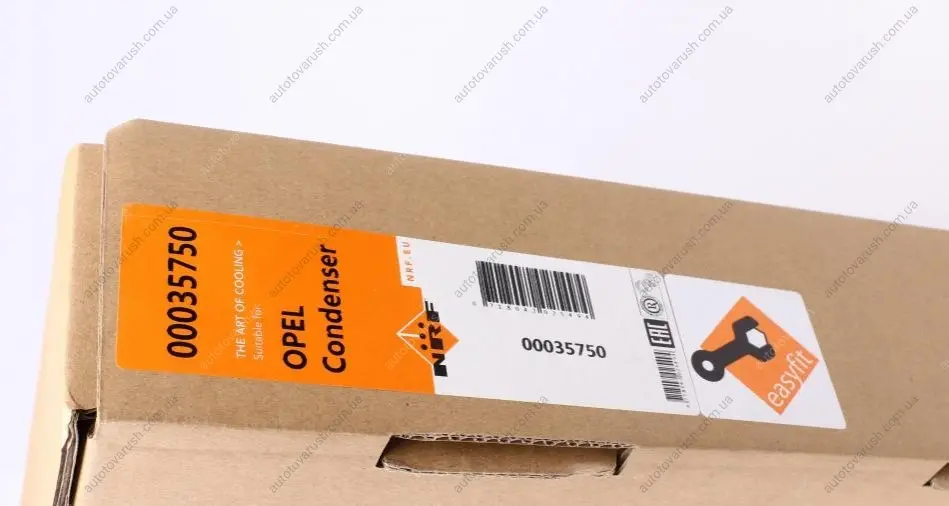 00035750
THE ART OF COOLING >
Suitable for:
OPEL
Condenser
NRF.EU
NRF
00035750
EAC
easyfit
autotovarush.com.ua